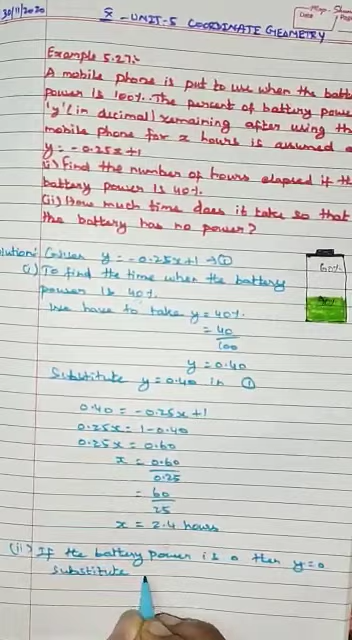 30/11/2020
X - UNIT-5 COORDINATE GEOMETRY
Date
Example 5.27:-
A mobile phone is put to use when the batt
power is 100%. The percent of battery powe
'y' (in decimal) remaining after using the
mobile phone for x hours is assumed a
y = -0.25x+1
(i) Find the number of hours elapsed if th
battery power is 40%.
(ii) How much time does it take so that
the battery has no power?
olution: Given y = -0.25x+1 →①
(i) To find the time when the battery
power is 40%.
We have to take y = 40%.
= 40/100
y = 0.40
Substitute y = 0.40 in ①
0.40 = -0.25x+1
0.25x = 1-0.40
0.25x = 0.60
x = 0.60/0.25
= 60/25
x = 2.4 hours
(ii) If the battery power is 0 then y=0
Substitute